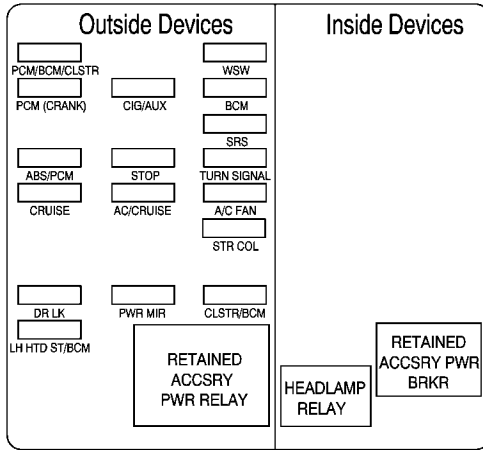 Outside Devices
Inside Devices
PCM/BCM/CLSTR
WSW
PCM (CRANK)
CIG/AUX
BCM
SRS
ABS/PCM
STOP
TURN SIGNAL
CRUISE
AC/CRUISE
A/C FAN
STR COL
DR LK
PWR MIR
CLSTR/BCM
LH HTD ST/BCM
RETAINED
ACCSRY
PWR RELAY
HEADLAMP
RELAY
RETAINED
ACCSRY PWR
BRKR